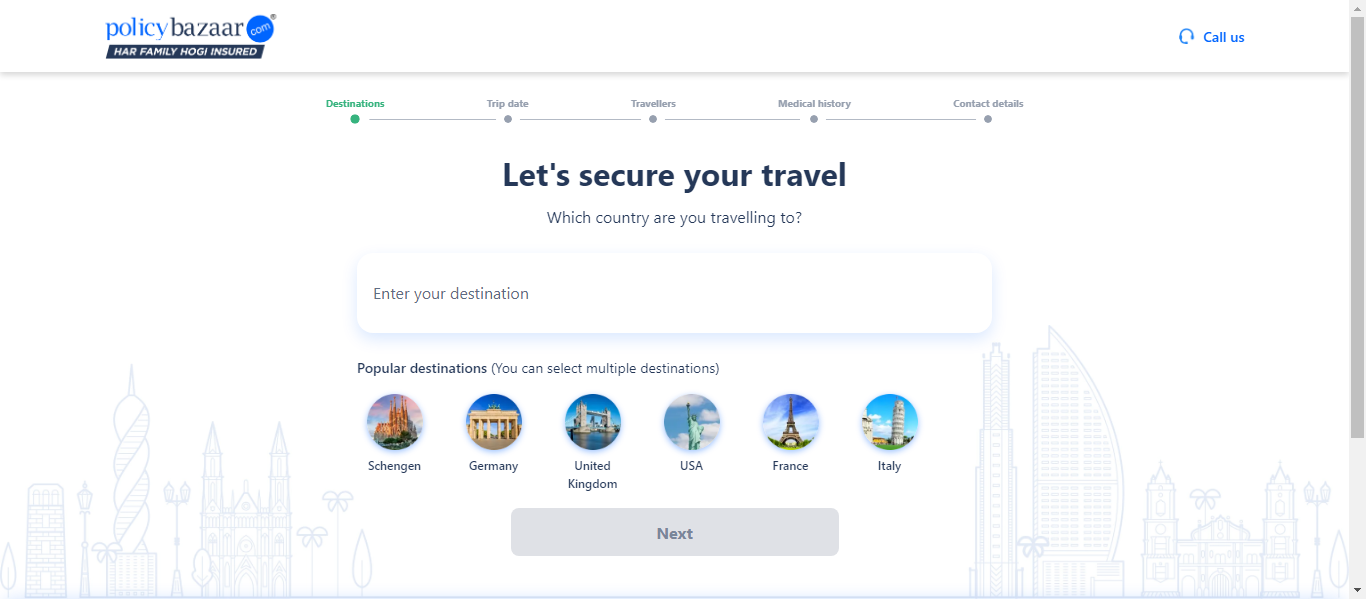 policybazaar.com®
HAR FAMILY HOGI INSURED
Call us
Destinations
Trip date
Travellers
Medical history
Contact details
Let's secure your travel
Which country are you travelling to?
Enter your destination
Popular destinations (You can select multiple destinations)
Schengen
Germany
United
Kingdom
USA
France
Italy
Next